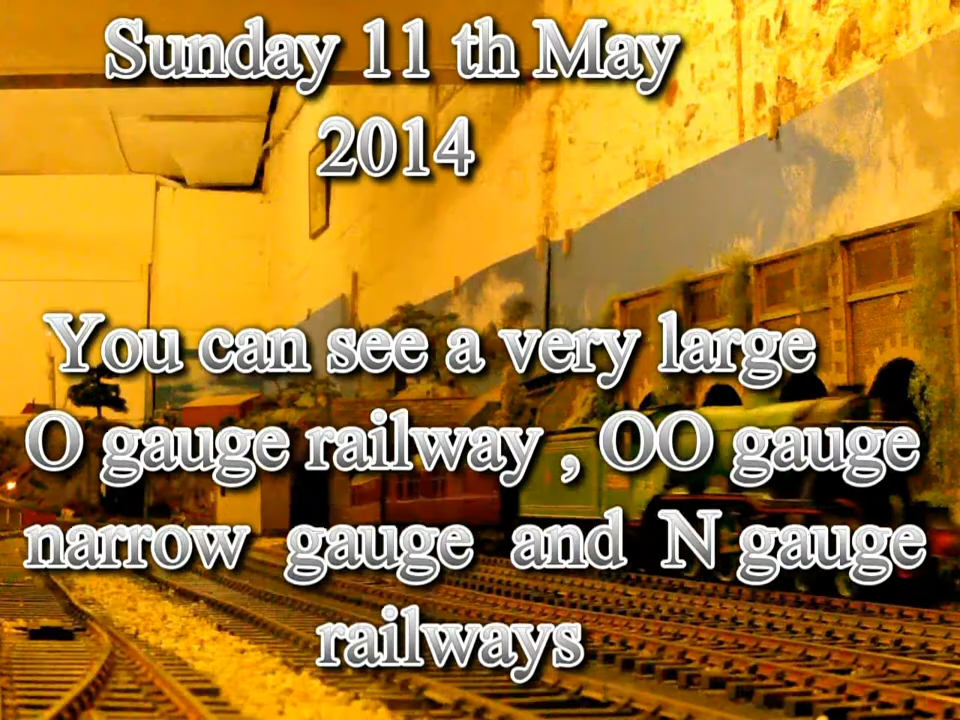 Sunday 11 th May
2014
You can see a very large
O gauge railway , OO gauge
narrow gauge and N gauge
railways